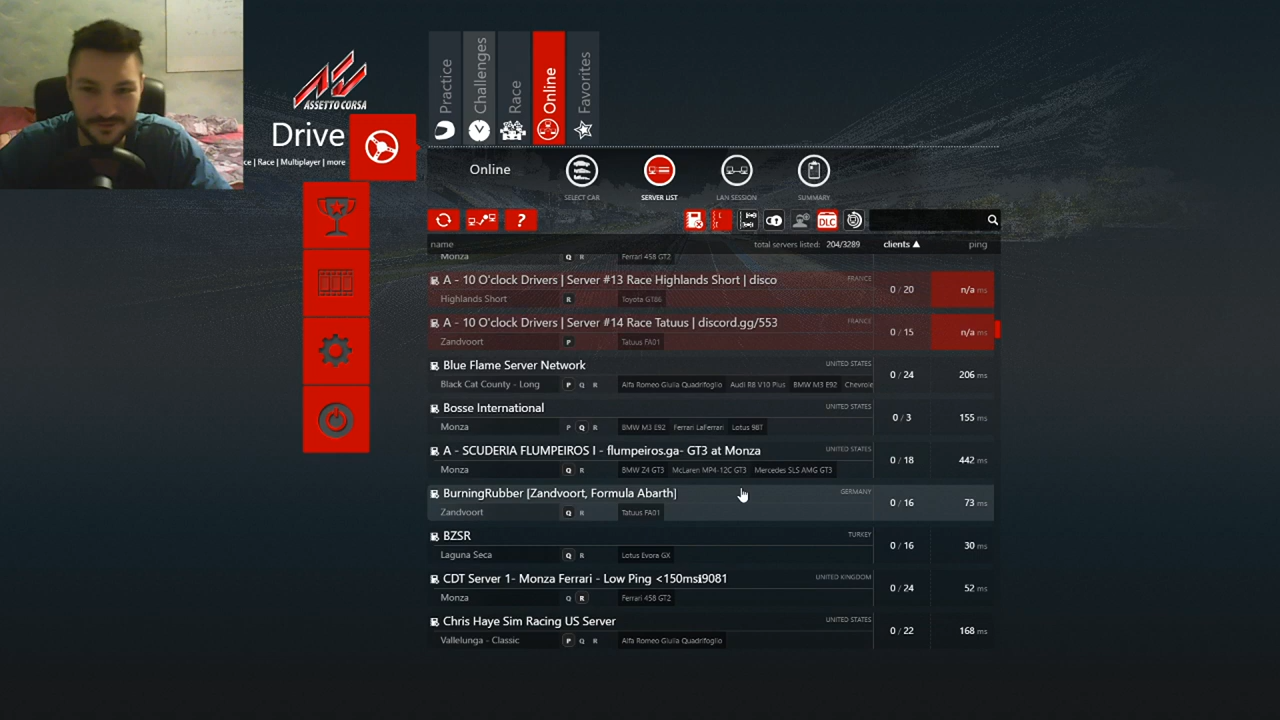 Practice
Challenges
Race
Online
Favorites
ASSETTO CORSA
Drive
ce | Race | Multiplayer | more
Online
SELECT CAR
SERVER LIST
LAN SESSION
SUMMARY
?
DLC
name
total servers listed: 204/3289
clients ▲
ping
Monza Q R Ferrari 458 GT2
A - 10 O'clock Drivers | Server #13 Race Highlands Short | disco FRANCE
0 / 20 n/a ms
Highlands Short R Toyota GT86
A - 10 O'clock Drivers | Server #14 Race Tatuus | discord.gg/553 FRANCE
0 / 15 n/a ms
Zandvoort P Tatuus FA01
Blue Flame Server Network UNITED STATES
0 / 24 206 ms
Black Cat County - Long P Q R Alfa Romeo Giulia Quadrifoglio Audi R8 V10 Plus BMW M3 E92 Chevrole
Bosse International UNITED STATES
0 / 3 155 ms
Monza P Q R BMW M3 E92 Ferrari LaFerrari Lotus 98T
A - SCUDERIA FLUMPEIROS I - flumpeiros.ga- GT3 at Monza UNITED STATES
0 / 18 442 ms
Monza Q R BMW Z4 GT3 McLaren MP4-12C GT3 Mercedes SLS AMG GT3
BurningRubber [Zandvoort, Formula Abarth] GERMANY
0 / 16 73 ms
Zandvoort Q R Tatuus FA01
BZSR TURKEY
0 / 16 30 ms
Laguna Seca Q R Lotus Evora GX
CDT Server 1- Monza Ferrari - Low Ping <150msℹ9081 UNITED KINGDOM
0 / 24 52 ms
Monza Q R Ferrari 458 GT2
Chris Haye Sim Racing US Server UNITED STATES
0 / 22 168 ms
Vallelunga - Classic P Q R Alfa Romeo Giulia Quadrifoglio